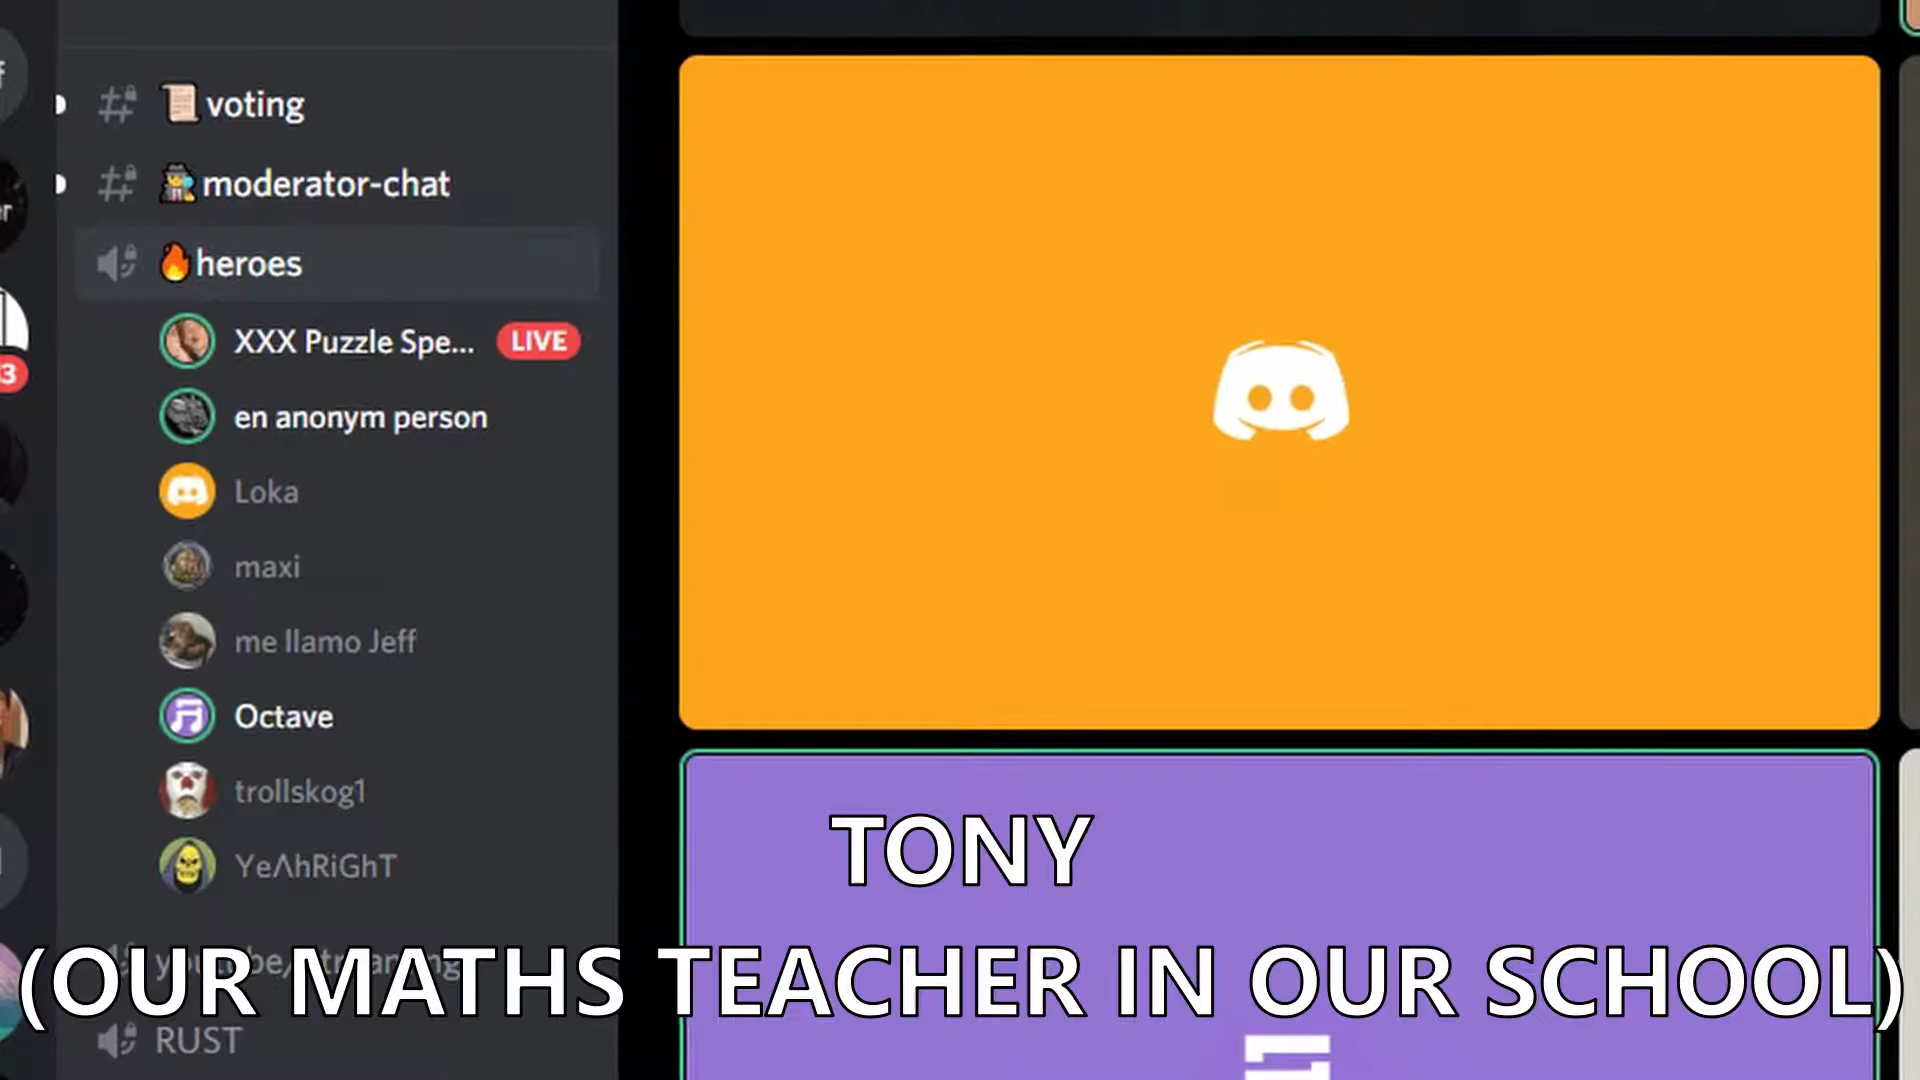 voting
moderator-chat
heroes
XXX Puzzle Spe... LIVE
en anonym person
Loka
3
maxi
me llamo Jeff
Octave
trollskog1
YeΛhRiGhT
TONY
(OUR MATHS TEACHER IN OUR SCHOOL)
RUST